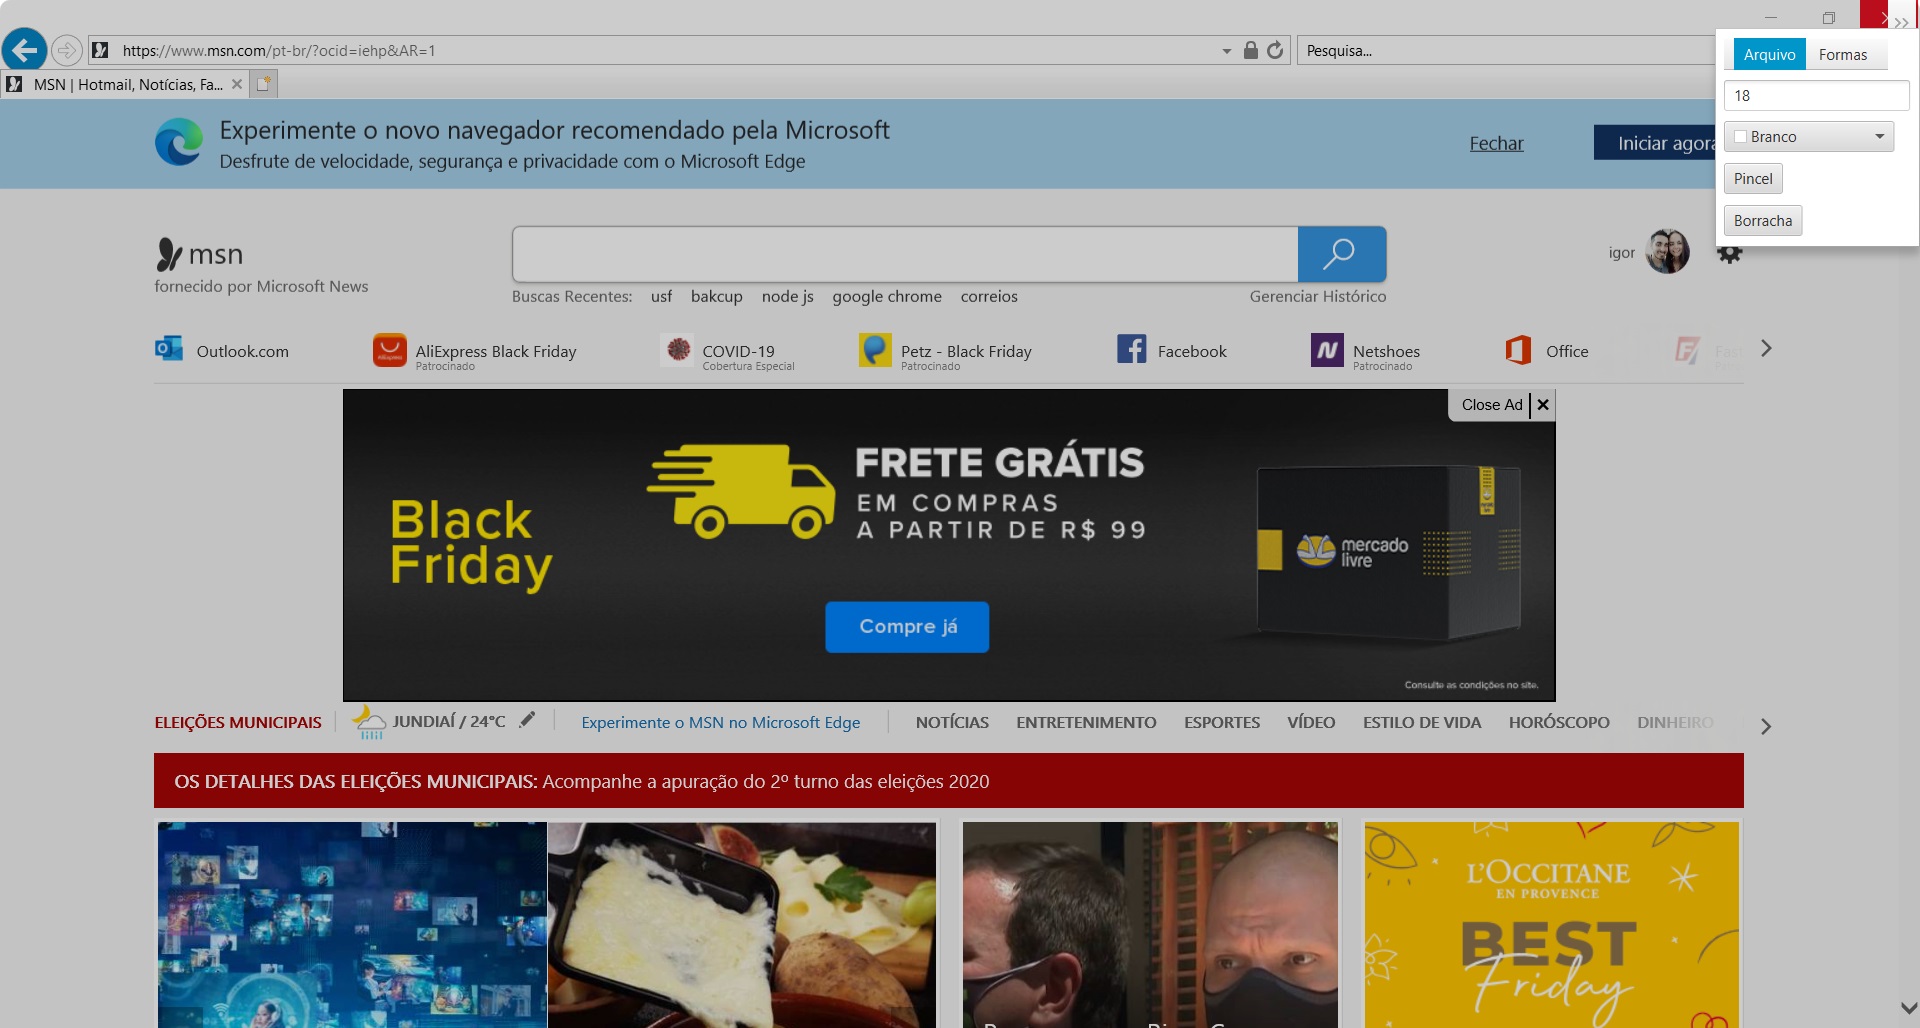 https://www.msn.com/pt-br/?ocid=iehp&AR=1
Pesquisa...
MSN | Hotmail, Notícias, Fa...
Arquivo
Formas
18
Branco
Pincel
Borracha
Experimente o novo navegador recomendado pela Microsoft
Desfrute de velocidade, segurança e privacidade com o Microsoft Edge
Fechar
Iniciar agora
msn
fornecido por Microsoft News
igor
Buscas Recentes: usf bakcup node js google chrome correios
Gerenciar Histórico
Outlook.com
AliExpress Black Friday
Patrocinado
COVID-19
Cobertura Especial
Petz - Black Friday
Patrocinado
Facebook
Netshoes
Patrocinado
Office
Close Ad
Black
Friday
FRETE GRÁTIS
EM COMPRAS
A PARTIR DE R$ 99
Compre já
mercado
livre
Consulte as condições no site.
ELEIÇÕES MUNICIPAIS
JUNDIAÍ / 24°C
Experimente o MSN no Microsoft Edge
NOTÍCIAS ENTRETENIMENTO ESPORTES VÍDEO ESTILO DE VIDA HORÓSCOPO DINHEIRO
OS DETALHES DAS ELEIÇÕES MUNICIPAIS: Acompanhe a apuração do 2º turno das eleições 2020
L'OCCITANE
EN PROVENCE
BEST
Friday